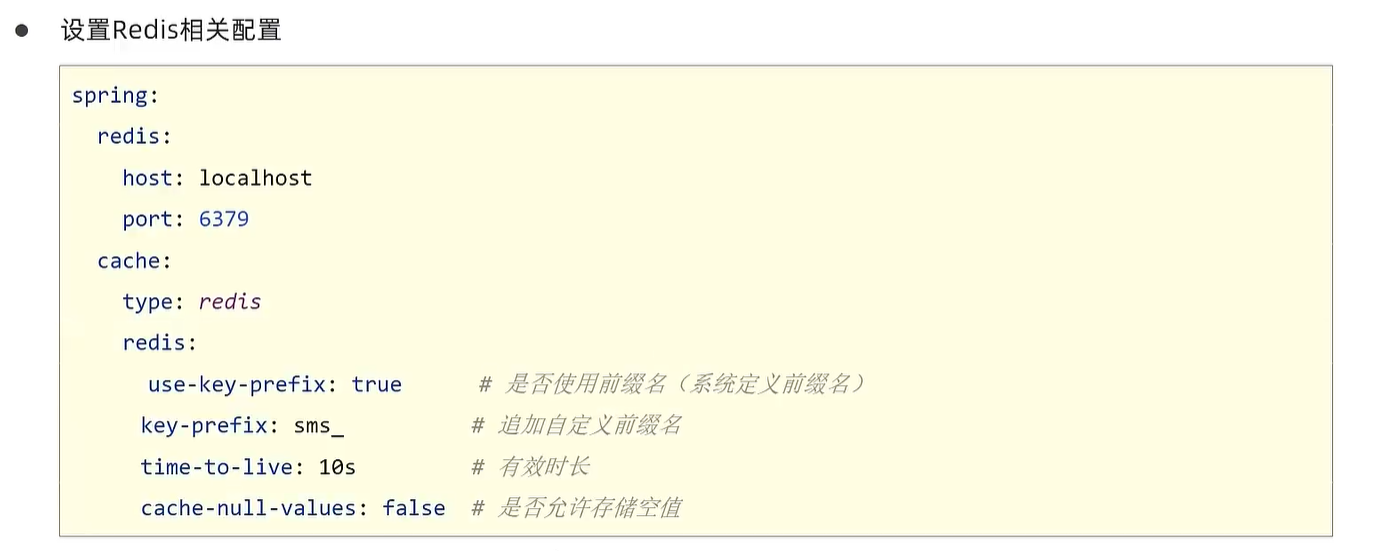 ● 设置Redis相关配置
spring:
  redis:
    host: localhost
    port: 6379
  cache:
    type: redis
    redis:
      use-key-prefix: true      # 是否使用前缀名（系统定义前缀名）
      key-prefix: sms_          # 追加自定义前缀名
      time-to-live: 10s         # 有效时长
      cache-null-values: false  # 是否允许存储空值